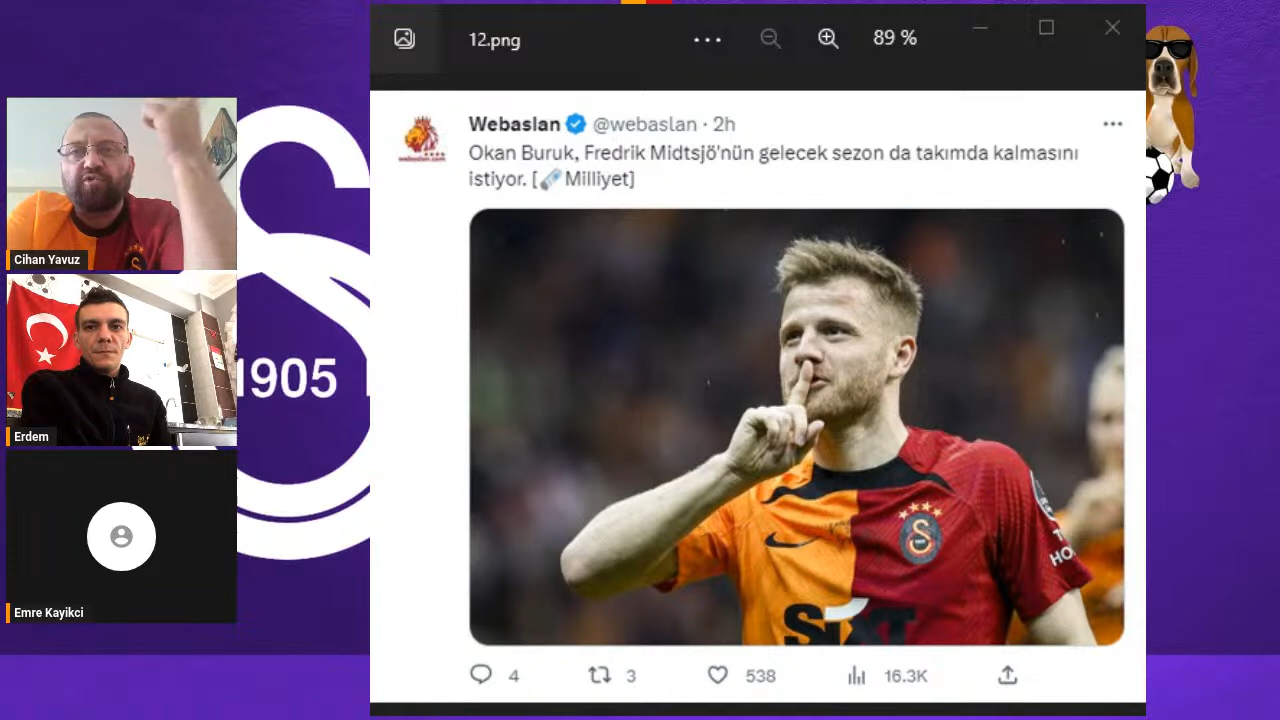 12.png
89 %
Webaslan @webaslan · 2h
Okan Buruk, Fredrik Midtsjö'nün gelecek sezon da takımda kalmasını
istiyor. [🗞️Milliyet]
SIXT
4
3
538
16.3K
Cihan Yavuz
Erdem
Emre Kayikci
1905